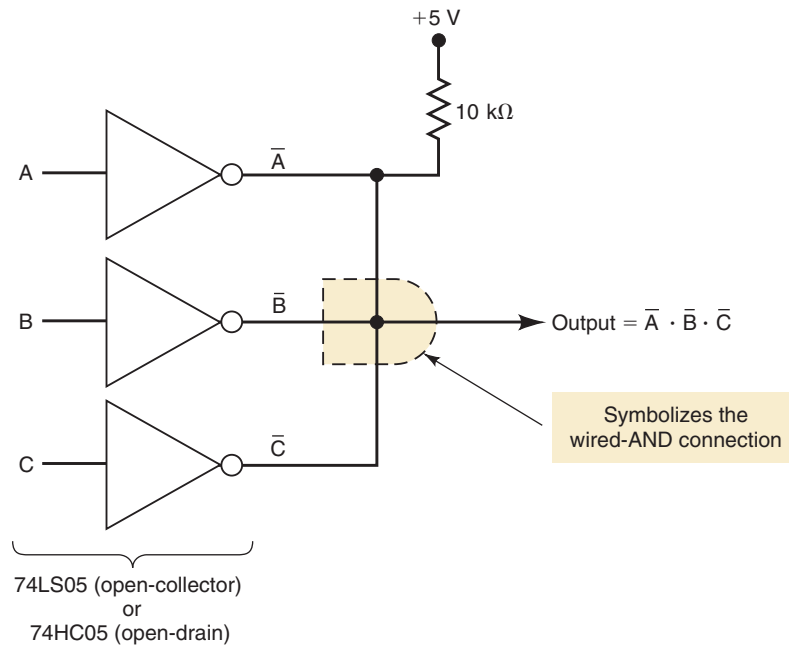 +5 V
10 kΩ
A
A̅
B
B̅
Output = A̅ · B̅ · C̅
Symbolizes the
wired-AND connection
C
C̅
74LS05 (open-collector)
or
74HC05 (open-drain)